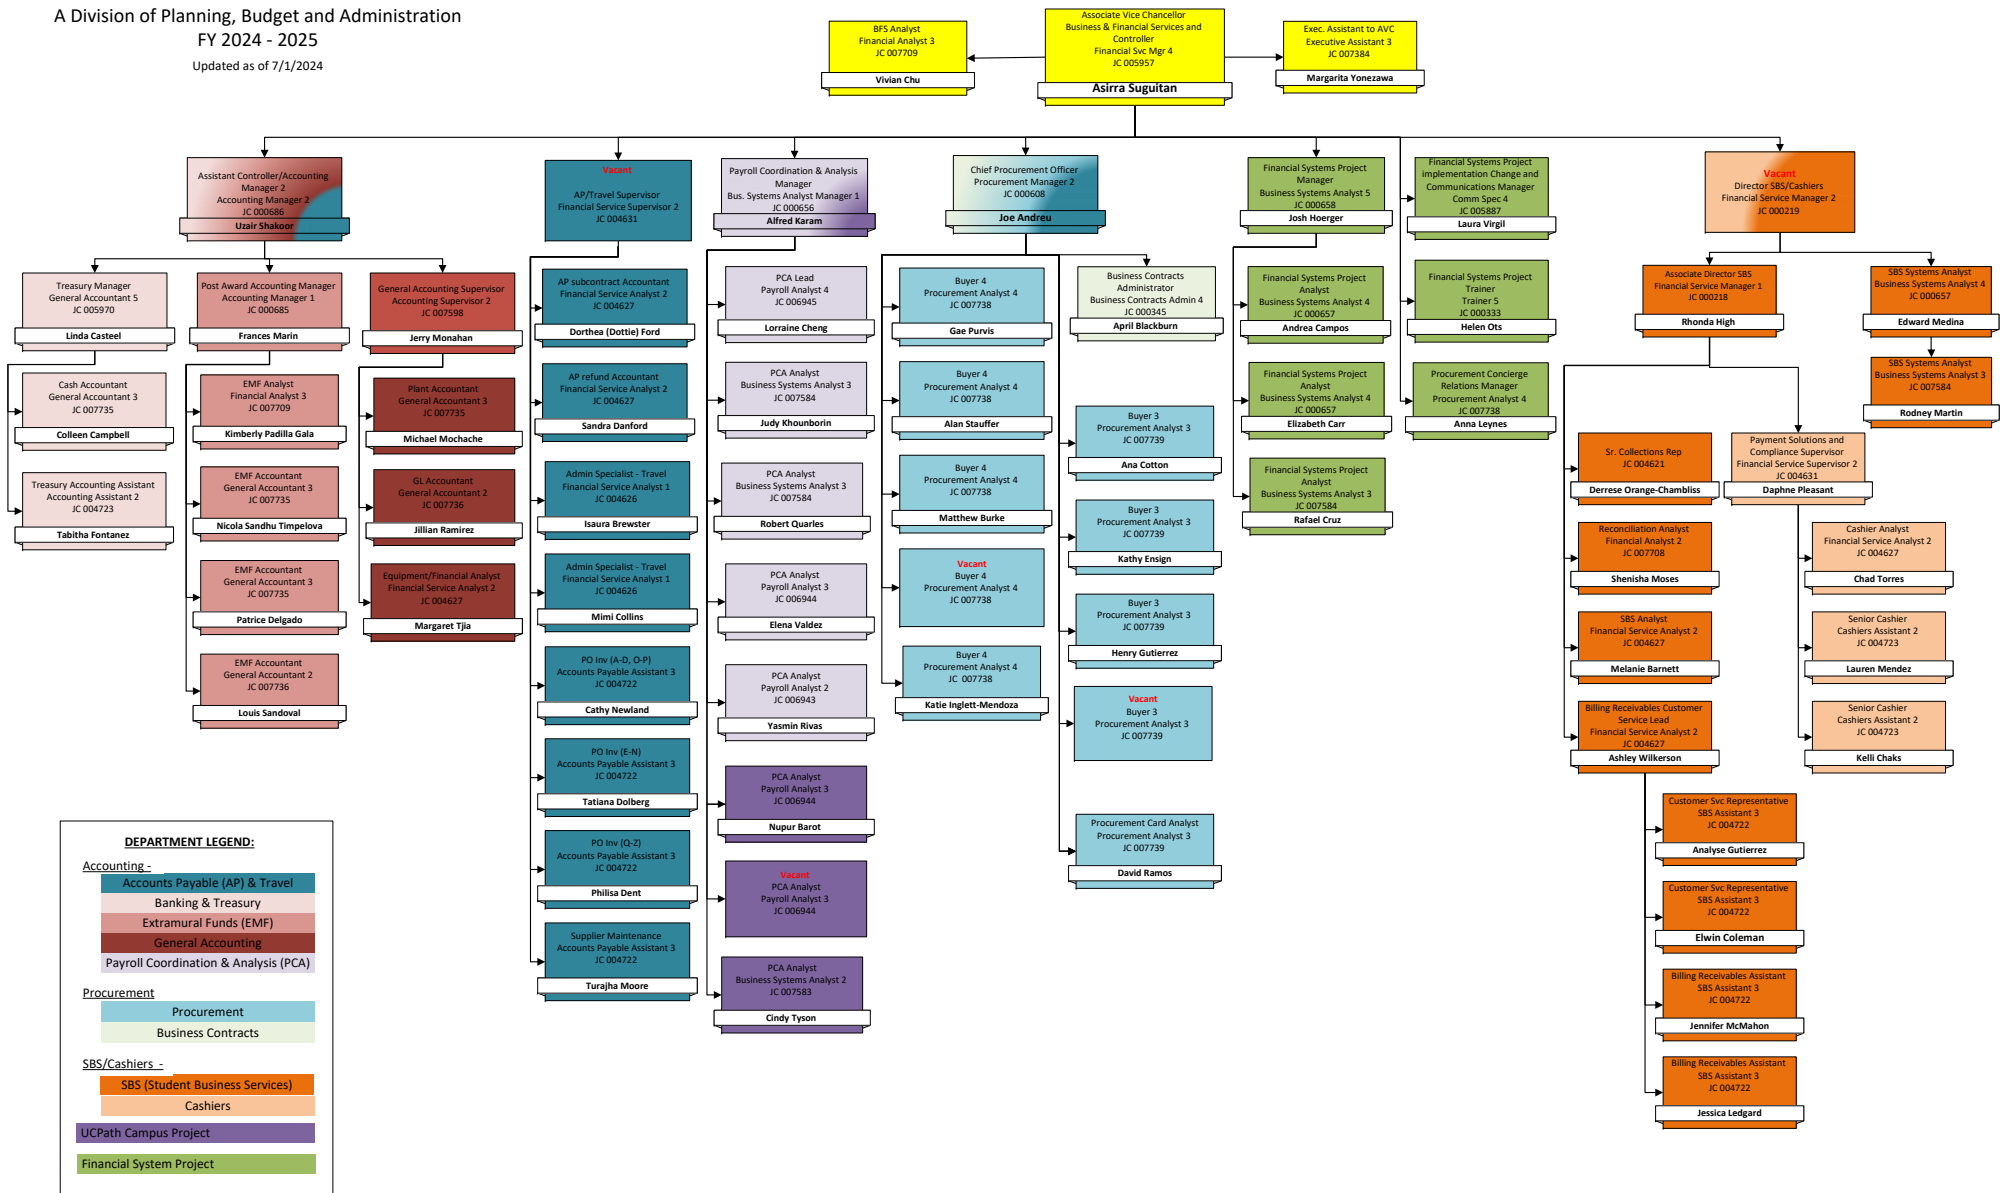 A Division of Planning, Budget and Administration
FY 2024 - 2025
Updated as of 7/1/2024
BFS Analyst
Financial Analyst 3
JC 007709
Vivian Chu
Associate Vice Chancellor
Business & Financial Services and
Controller
Financial Svc Mgr 4
JC 005957
Asirra Suguitan
Exec. Assistant to AVC
Executive Assistant 3
JC 007384
Margarita Yonezawa
Assistant Controller/Accounting
Manager 2
Accounting Manager 2
JC 000686
Uzair Shakoor
Vacant
AP/Travel Supervisor
Financial Service Supervisor 2
JC 004631
Payroll Coordination & Analysis
Manager
Bus. Systems Analyst Manager 1
JC 000656
Alfred Karam
Chief Procurement Officer
Procurement Manager 2
JC 000608
Joe Andreu
Financial Systems Project
Manager
Business Systems Analyst 5
JC 000658
Josh Hoerger
Financial Systems Project
implementation Change and
Communications Manager
Comm Spec 4
JC 005887
Laura Virgil
Vacant
Director SBS/Cashiers
Financial Service Manager 2
JC 000219
Treasury Manager
General Accountant 5
JC 005970
Linda Casteel
Cash Accountant
General Accountant 3
JC 007735
Colleen Campbell
Treasury Accounting Assistant
Accounting Assistant 2
JC 004723
Tabitha Fontanez
Post Award Accounting Manager
Accounting Manager 1
JC 000685
Frances Marin
EMF Analyst
Financial Analyst 3
JC 007709
Kimberly Padilla Gala
EMF Accountant
General Accountant 3
JC 007735
Nicola Sandhu Timpelova
EMF Accountant
General Accountant 3
JC 007735
Patrice Delgado
EMF Accountant
General Accountant 2
JC 007736
Louis Sandoval
General Accounting Supervisor
Accounting Supervisor 2
JC 007598
Jerry Monahan
Plant Accountant
General Accountant 3
JC 007735
Michael Mochache
GL Accountant
General Accountant 2
JC 007736
Jillian Ramirez
Equipment/Financial Analyst
Financial Service Analyst 2
JC 004627
Margaret Tjia
AP subcontract Accountant
Financial Service Analyst 2
JC 004627
Dorthea (Dottie) Ford
AP refund Accountant
Financial Service Analyst 2
JC 004627
Sandra Danford
Admin Specialist - Travel
Financial Service Analyst 1
JC 004626
Isaura Brewster
Admin Specialist - Travel
Financial Service Analyst 1
JC 004626
Mimi Collins
PO Inv (A-D, O-P)
Accounts Payable Assistant 3
JC 004722
Cathy Newland
PO Inv (E-N)
Accounts Payable Assistant 3
JC 004722
Tatiana Dolberg
PO Inv (Q-Z)
Accounts Payable Assistant 3
JC 004722
Philisa Dent
Supplier Maintenance
Accounts Payable Assistant 3
JC 004722
Turajha Moore
PCA Lead
Payroll Analyst 4
JC 006945
Lorraine Cheng
PCA Analyst
Business Systems Analyst 3
JC 007584
Judy Khounborin
PCA Analyst
Business Systems Analyst 3
JC 007584
Robert Quarles
PCA Analyst
Payroll Analyst 3
JC 006944
Elena Valdez
PCA Analyst
Payroll Analyst 2
JC 006943
Yasmin Rivas
PCA Analyst
Payroll Analyst 3
JC 006944
Nupur Barot
Vacant
PCA Analyst
Payroll Analyst 3
JC 006944
PCA Analyst
Business Systems Analyst 2
JC 007583
Cindy Tyson
Buyer 4
Procurement Analyst 4
JC 007738
Gae Purvis
Buyer 4
Procurement Analyst 4
JC 007738
Alan Stauffer
Buyer 4
Procurement Analyst 4
JC 007738
Matthew Burke
Vacant
Buyer 4
Procurement Analyst 4
JC 007738
Buyer 4
Procurement Analyst 4
JC 007738
Katie Inglett-Mendoza
Business Contracts
Administrator
Business Contracts Admin 4
JC 000345
April Blackburn
Buyer 3
Procurement Analyst 3
JC 007739
Ana Cotton
Buyer 3
Procurement Analyst 3
JC 007739
Kathy Ensign
Buyer 3
Procurement Analyst 3
JC 007739
Henry Gutierrez
Vacant
Buyer 3
Procurement Analyst 3
JC 007739
Procurement Card Analyst
Procurement Analyst 3
JC 007739
David Ramos
Financial Systems Project
Analyst
Business Systems Analyst 4
JC 000657
Andrea Campos
Financial Systems Project
Analyst
Business Systems Analyst 4
JC 000657
Elizabeth Carr
Financial Systems Project
Analyst
Business Systems Analyst 3
JC 007584
Rafael Cruz
Financial Systems Project
Trainer
Trainer 5
JC 000333
Helen Ots
Procurement Concierge
Relations Manager
Procurement Analyst 4
JC 007738
Anna Leynes
Associate Director SBS
Financial Service Manager 1
JC 000218
Rhonda High
SBS Systems Analyst
Business Systems Analyst 4
JC 000657
Edward Medina
SBS Systems Analyst
Business Systems Analyst 3
JC 007584
Rodney Martin
Sr. Collections Rep
JC 004621
Derrese Orange-Chambliss
Reconciliation Analyst
Financial Analyst 2
JC 007708
Shenisha Moses
SBS Analyst
Financial Service Analyst 2
JC 004627
Melanie Barnett
Billing Receivables Customer
Service Lead
Financial Service Analyst 2
JC 004627
Ashley Wilkerson
Payment Solutions and
Compliance Supervisor
Financial Service Supervisor 2
JC 004631
Daphne Pleasant
Cashier Analyst
Financial Service Analyst 2
JC 004627
Chad Torres
Senior Cashier
Cashiers Assistant 2
JC 004723
Lauren Mendez
Senior Cashier
Cashiers Assistant 2
JC 004723
Kelli Chaks
Customer Svc Representative
SBS Assistant 3
JC 004722
Analyse Gutierrez
Customer Svc Representative
SBS Assistant 3
JC 004722
Elwin Coleman
Billing Receivables Assistant
SBS Assistant 3
JC 004722
Jennifer McMahon
Billing Receivables Assistant
SBS Assistant 3
JC 004722
Jessica Ledgard
DEPARTMENT LEGEND:
Accounting -
Accounts Payable (AP) & Travel
Banking & Treasury
Extramural Funds (EMF)
General Accounting
Payroll Coordination & Analysis (PCA)
Procurement
Procurement
Business Contracts
SBS/Cashiers -
SBS (Student Business Services)
Cashiers
UCPath Campus Project
Financial System Project